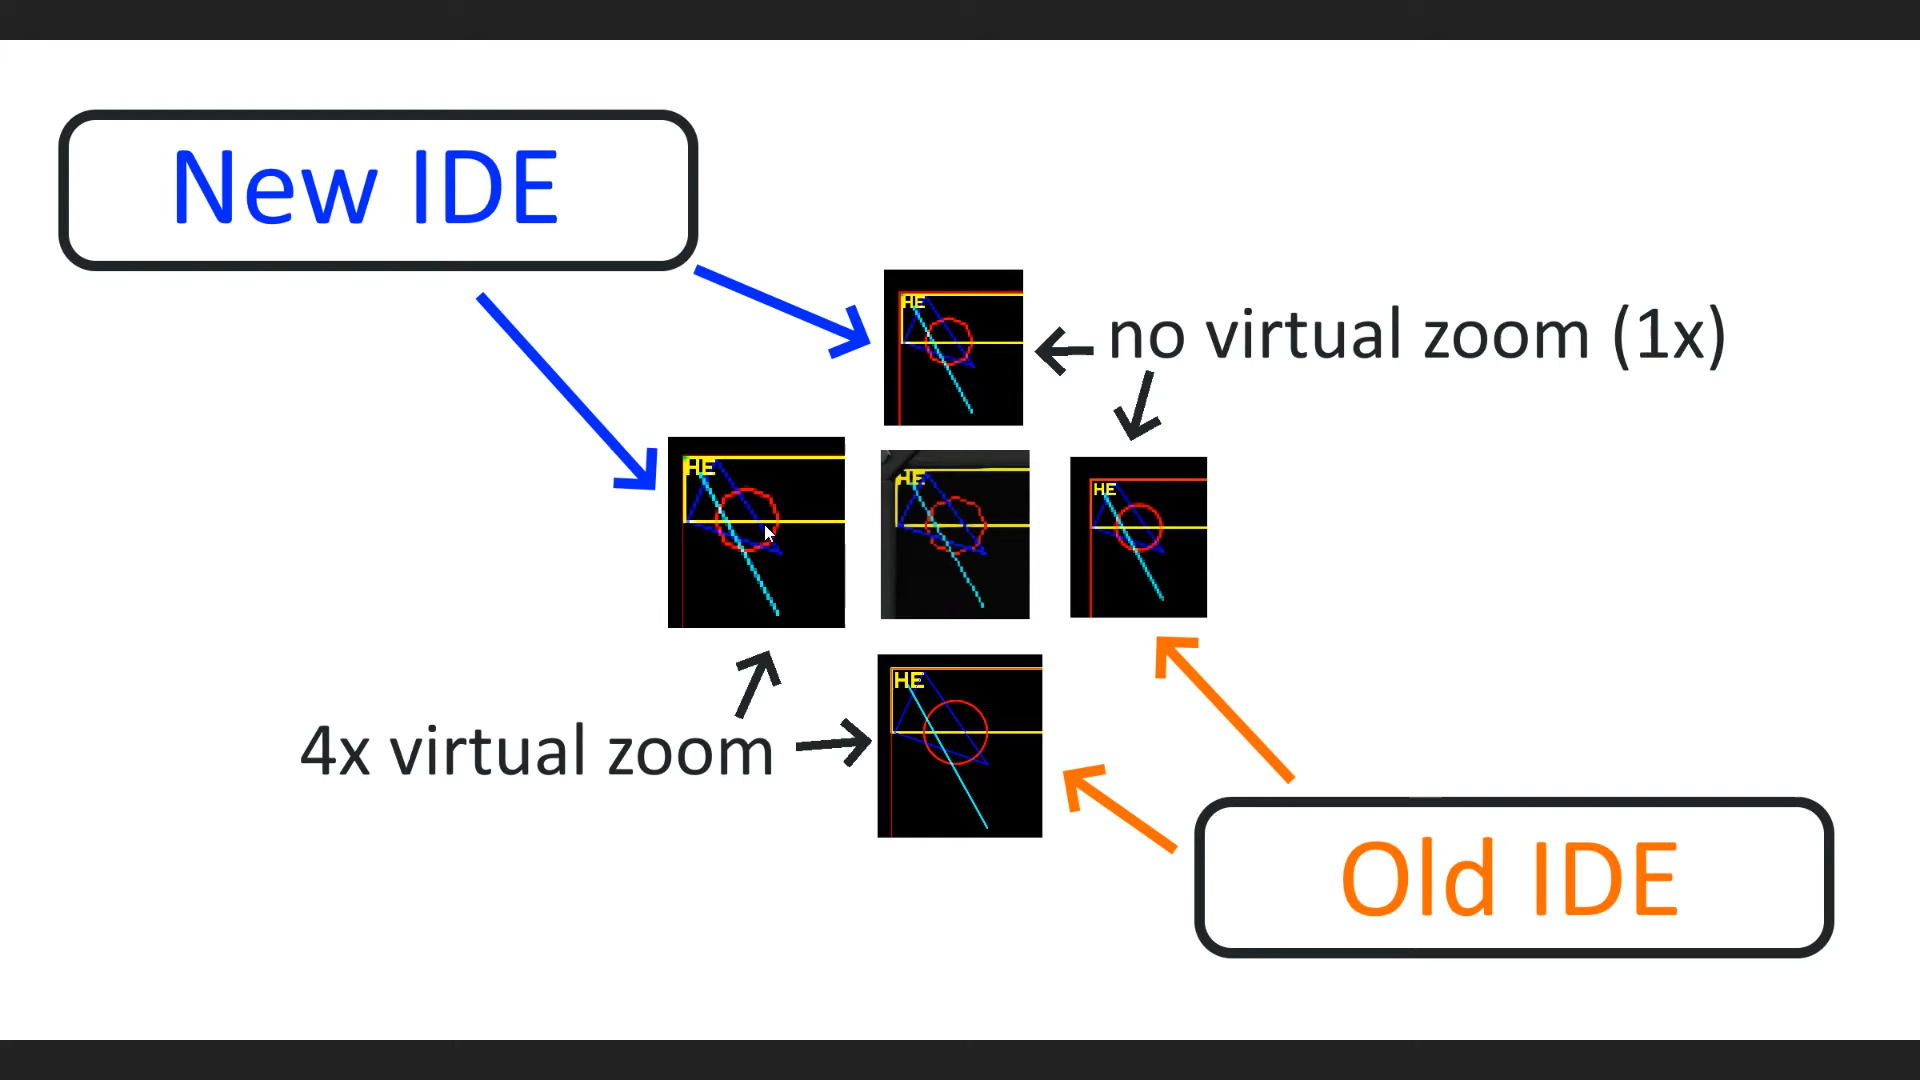 New IDE
HE
no virtual zoom (1x)
HE
HE
HE
4x virtual zoom
HE
Old IDE